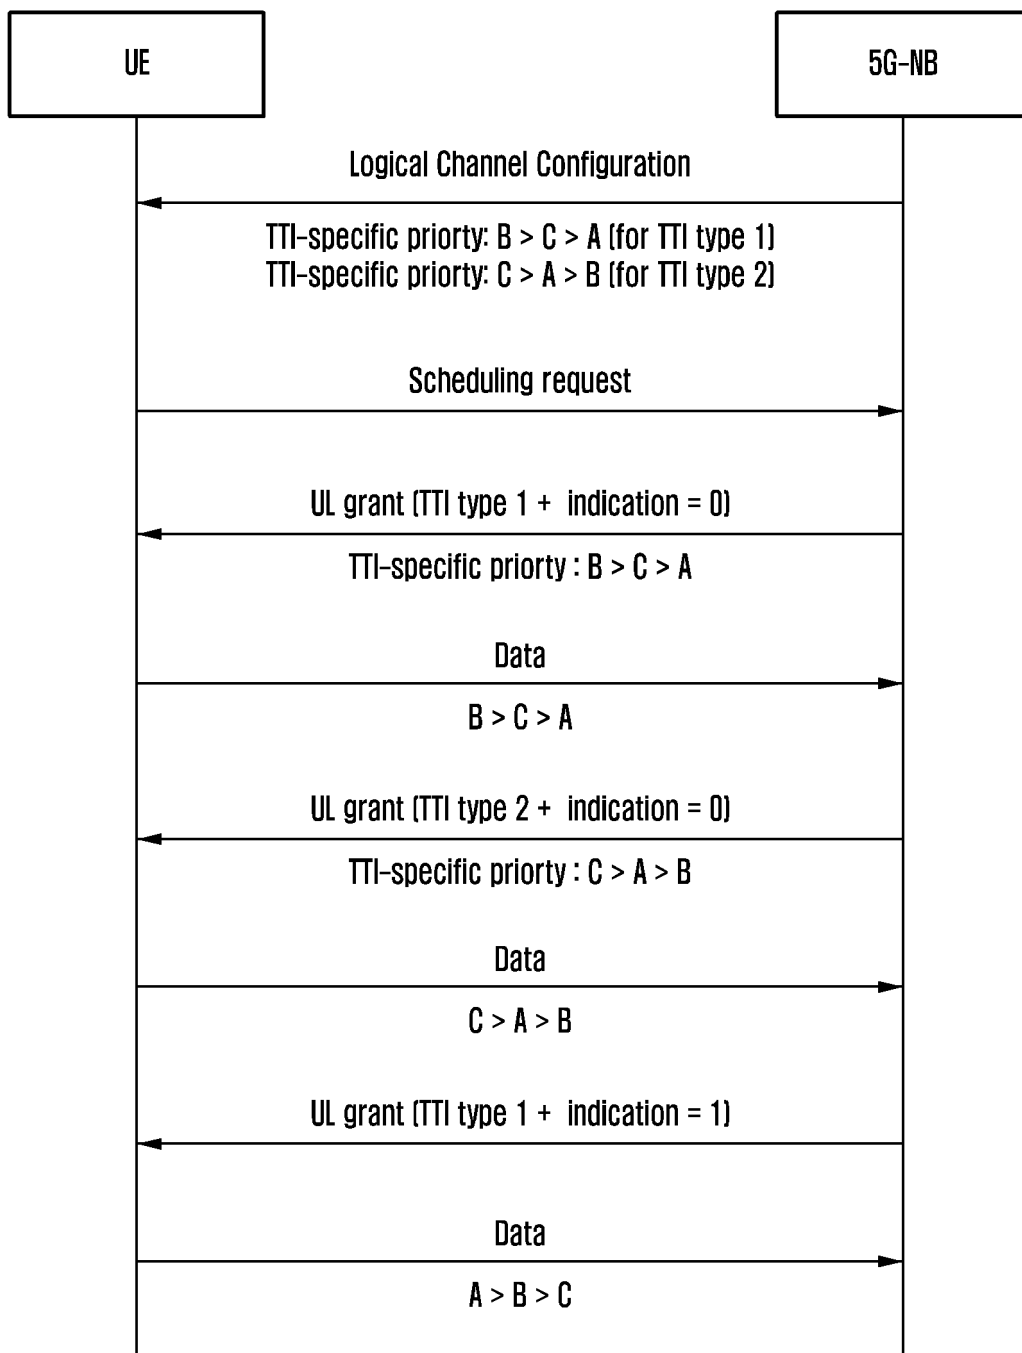 UE
5G-NB
Logical Channel Configuration
TTI-specific priorty: B > C > A (for TTI type 1)
TTI-specific priorty: C > A > B (for TTI type 2)
Scheduling request
UL grant (TTI type 1 + indication = 0)
TTI-specific priorty : B > C > A
Data
B > C > A
UL grant (TTI type 2 + indication = 0)
TTI-specific priorty : C > A > B
Data
C > A > B
UL grant (TTI type 1 + indication = 1)
Data
A > B > C